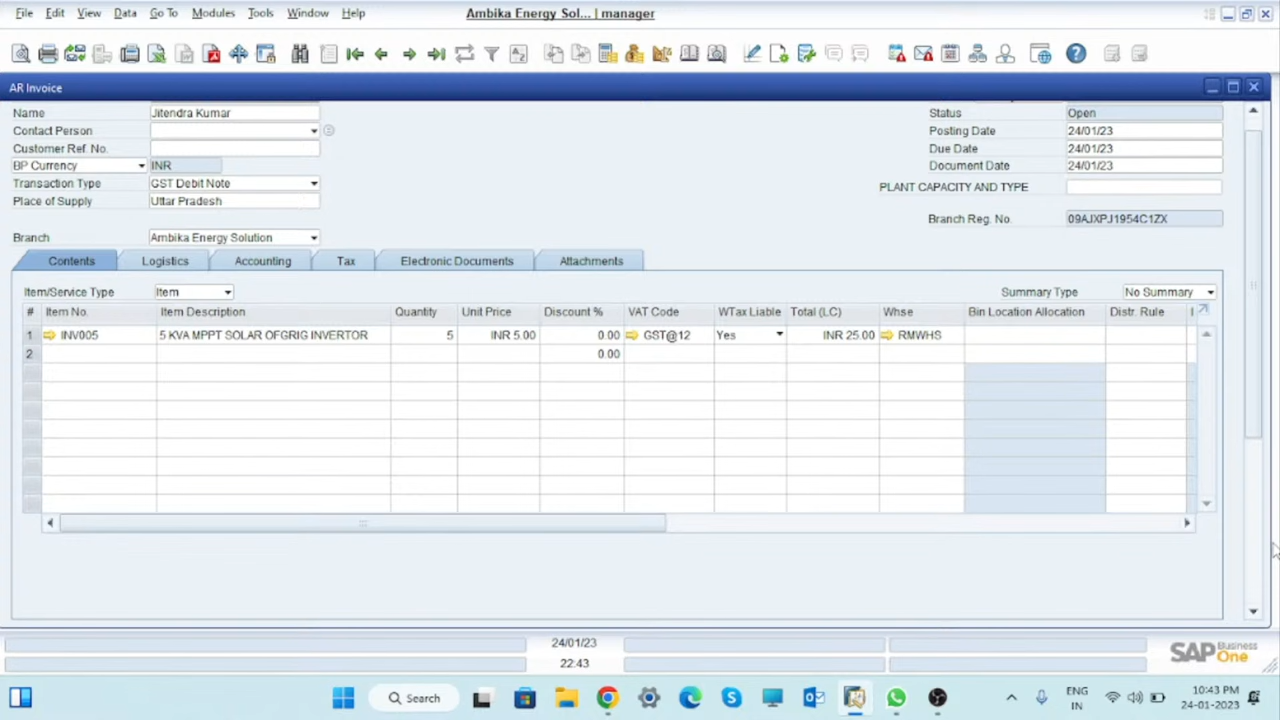 File Edit View Data Go To Modules Tools Window Help Ambika Energy Sol... | manager
AR Invoice
Name Jitendra Kumar Status Open
Contact Person Posting Date 24/01/23
Customer Ref. No. Due Date 24/01/23
BP Currency INR Document Date 24/01/23
Transaction Type GST Debit Note PLANT CAPACITY AND TYPE
Place of Supply Uttar Pradesh
Branch Reg. No. 09AJXPJ1954C1ZX
Branch Ambika Energy Solution
Contents Logistics Accounting Tax Electronic Documents Attachments
Item/Service Type Item Summary Type No Summary
# Item No. Item Description Quantity Unit Price Discount % VAT Code WTax Liable Total (LC) Whse Bin Location Allocation Distr. Rule
1 INV005 5 KVA MPPT SOLAR OFGRIG INVERTOR 5 INR 5.00 0.00 GST@12 Yes INR 25.00 RMWHS
2 0.00
24/01/23
22:43
SAP Business One
Search
ENG
IN
10:43 PM
24-01-2023